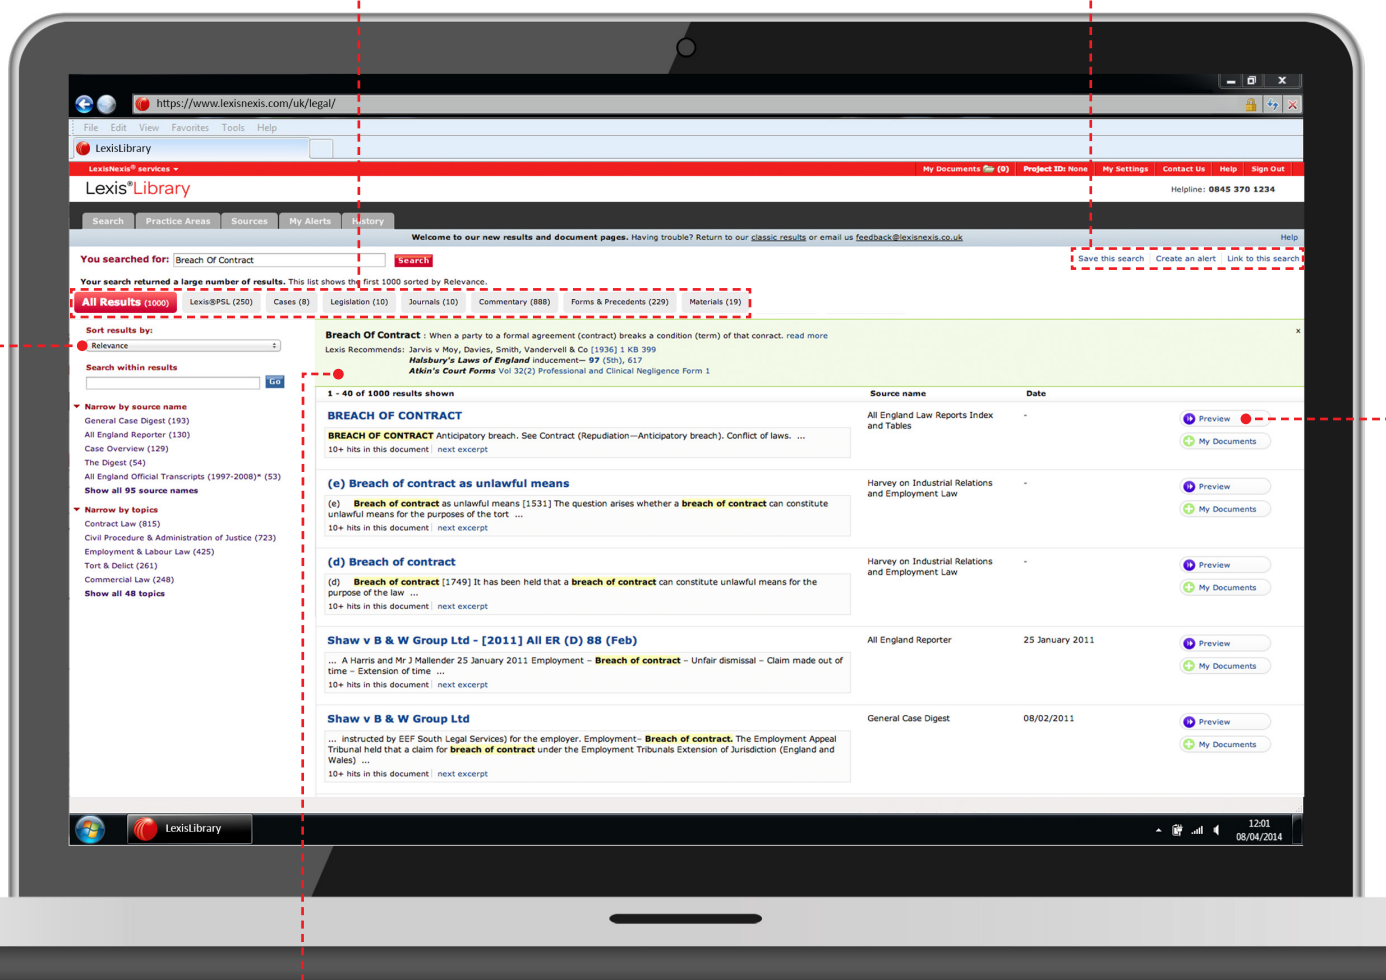 https://www.lexisnexis.com/uk/legal/
File Edit View Favorites Tools Help
LexisLibrary
LexisNexis® services
My Documents (0) Project ID: None My Settings Contact Us Help Sign Out
Lexis®Library
Helpline: 0845 370 1234
Search Practice Areas Sources My Alerts History
Welcome to our new results and document pages. Having trouble? Return to our classic results or email us feedback@lexisnexis.co.uk
Help
You searched for: Breach Of Contract Search
Save this search Create an alert Link to this search
Your search returned a large number of results. This list shows the first 1000 sorted by Relevance.
All Results (1000) Lexis®PSL (250) Cases (8) Legislation (10) Journals (10) Commentary (888) Forms & Precedents (229) Materials (19)
Sort results by:
Relevance
Search within results
Go
Narrow by source name
General Case Digest (193)
All England Reporter (130)
Case Overview (129)
The Digest (54)
All England Official Transcripts (1997-2008)* (53)
Show all 95 source names
Narrow by topics
Contract Law (815)
Civil Procedure & Administration of Justice (723)
Employment & Labour Law (425)
Tort & Delict (261)
Commercial Law (248)
Show all 48 topics
Breach Of Contract : When a party to a formal agreement (contract) breaks a condition (term) of that conract. read more
x
Lexis Recommends: Jarvis v Moy, Davies, Smith, Vandervell & Co [1936] 1 KB 399
Halsbury's Laws of England inducement— 97 (5th), 617
Atkin's Court Forms Vol 32(2) Professional and Clinical Negligence Form 1
1 - 40 of 1000 results shown
Source name
Date
BREACH OF CONTRACT
All England Law Reports Index and Tables
-
Preview
My Documents
BREACH OF CONTRACT Anticipatory breach. See Contract (Repudiation—Anticipatory breach). Conflict of laws. ...
10+ hits in this document next excerpt
(e) Breach of contract as unlawful means
Harvey on Industrial Relations and Employment Law
-
Preview
My Documents
(e) Breach of contract as unlawful means [1531] The question arises whether a breach of contract can constitute
unlawful means for the purposes of the tort ...
10+ hits in this document next excerpt
(d) Breach of contract
Harvey on Industrial Relations and Employment Law
-
Preview
My Documents
(d) Breach of contract [1749] It has been held that a breach of contract can constitute unlawful means for the
purpose of the law ...
10+ hits in this document next excerpt
Shaw v B & W Group Ltd - [2011] All ER (D) 88 (Feb)
All England Reporter
25 January 2011
Preview
My Documents
... A Harris and Mr J Mallender 25 January 2011 Employment – Breach of contract – Unfair dismissal – Claim made out of
time – Extension of time ...
10+ hits in this document next excerpt
Shaw v B & W Group Ltd
General Case Digest
08/02/2011
Preview
My Documents
... instructed by EEF South Legal Services) for the employer. Employment– Breach of contract. The Employment Appeal
Tribunal held that a claim for breach of contract under the Employment Tribunals Extension of Jurisdiction (England and
Wales) ...
10+ hits in this document next excerpt
LexisLibrary
12:01
08/04/2014